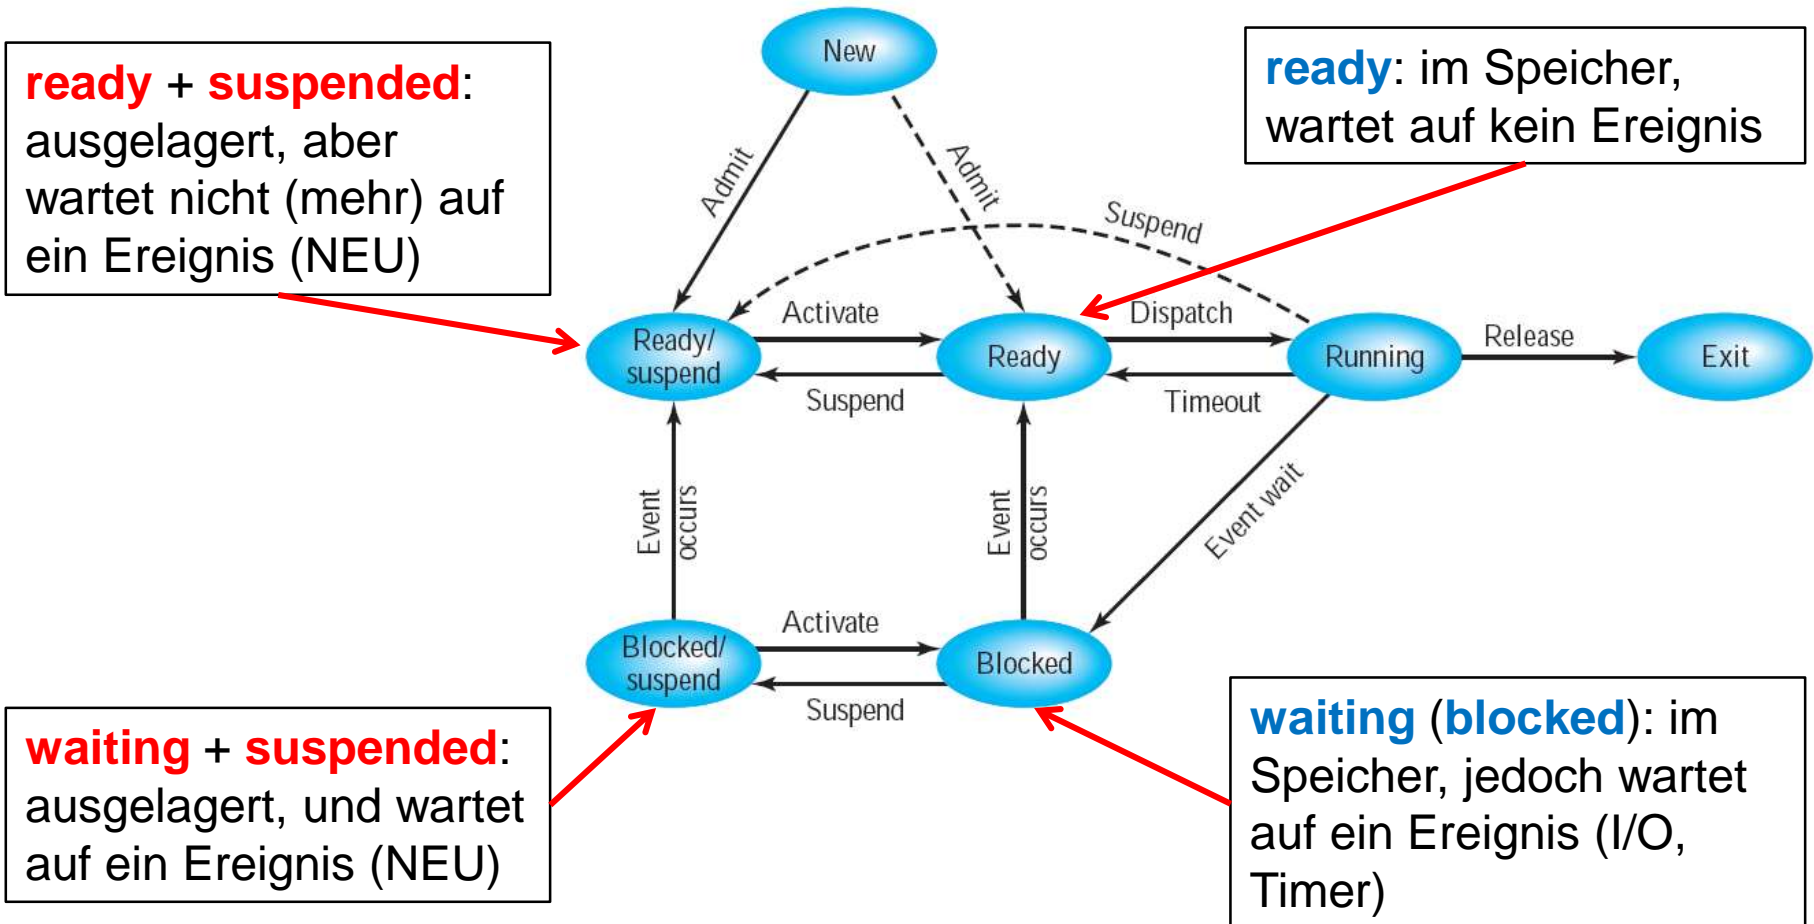 New
ready + suspended:
ausgelagert, aber
wartet nicht (mehr) auf
ein Ereignis (NEU)
ready: im Speicher,
wartet auf kein Ereignis
Admit
Admit
Suspend
Activate
Dispatch
Release
Ready/
suspend
Ready
Running
Exit
Suspend
Timeout
Event
occurs
Event
occurs
Event wait
Activate
Blocked/
suspend
Blocked
Suspend
waiting + suspended:
ausgelagert, und wartet
auf ein Ereignis (NEU)
waiting (blocked): im
Speicher, jedoch wartet
auf ein Ereignis (I/O,
Timer)